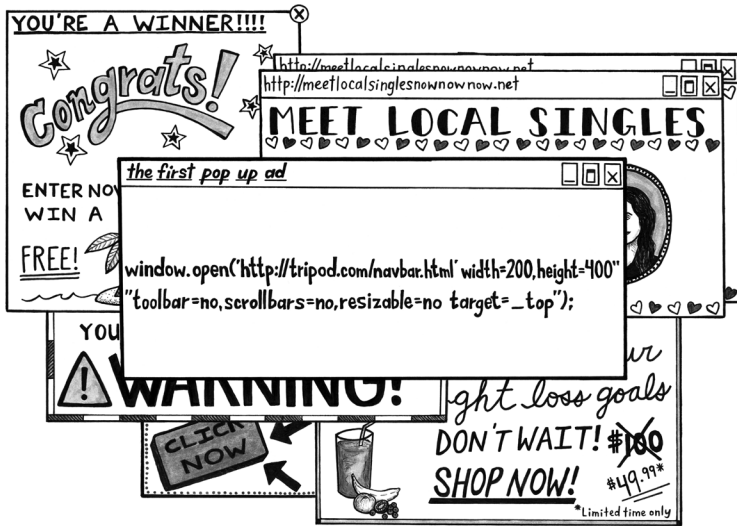 YOU'RE A WINNER!!!!
Congrats!
ENTER NOW
WIN A
FREE!
http://meetlocalsinglesnownownow.net
http://meetlocalsinglesnownownow.net
MEET LOCAL SINGLES
the first pop up ad
window.open('http://tripod.com/navbar.html' width=200,height=400"
"toolbar=no,scrollbars=no,resizable=no target=_top");
YOU
WARNING!
CLICK
NOW
loss goals
DON'T WAIT! $100
SHOP NOW! $49.99*
*Limited time only